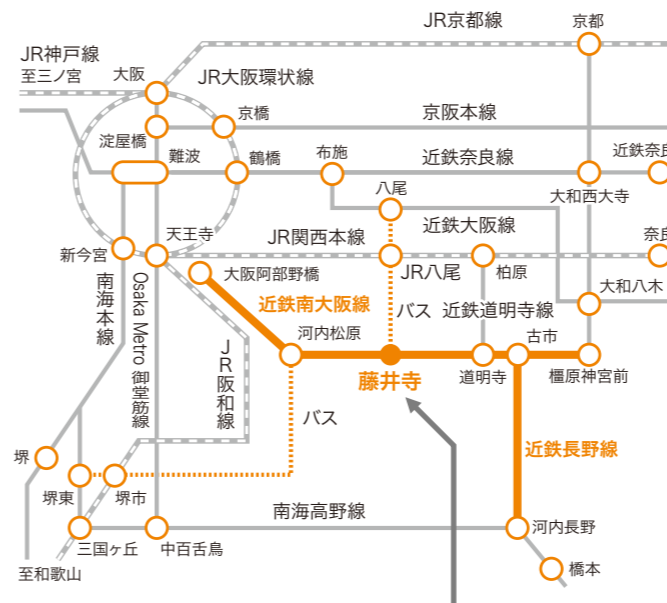 JR京都線
京都
JR神戸線
至三ノ宮
大阪
JR大阪環状線
京橋
京阪本線
淀屋橋
難波
鶴橋
布施
近鉄奈良線
近鉄奈良
八尾
大和西大寺
近鉄大阪線
天王寺
JR関西本線
奈良
新今宮
大阪阿部野橋
JR八尾
柏原
大和八木
南海本線
Osaka Metro 御堂筋線
近鉄南大阪線
バス
近鉄道明寺線
JR阪和線
河内松原
古市
藤井寺
道明寺
橿原神宮前
バス
近鉄長野線
堺
堺東
堺市
南海高野線
三国ヶ丘
中百舌鳥
河内長野
至和歌山
橋本